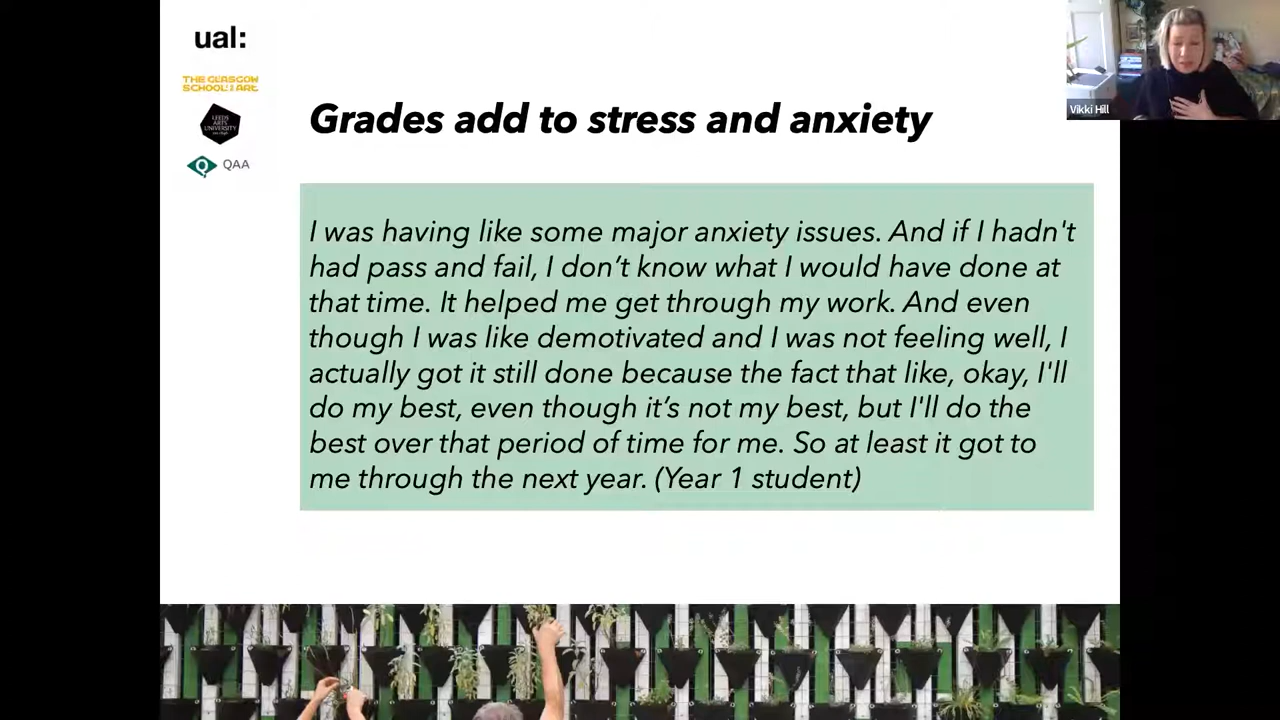 ual:
THE GLASGOW
SCHOOL OF ART
LEEDS
ARTS
UNIVERSITY
QAA
Vikki Hill
Grades add to stress and anxiety
I was having like some major anxiety issues. And if I hadn't
had pass and fail, I don’t know what I would have done at
that time. It helped me get through my work. And even
though I was like demotivated and I was not feeling well, I
actually got it still done because the fact that like, okay, I'll
do my best, even though it’s not my best, but I'll do the
best over that period of time for me. So at least it got to
me through the next year. (Year 1 student)